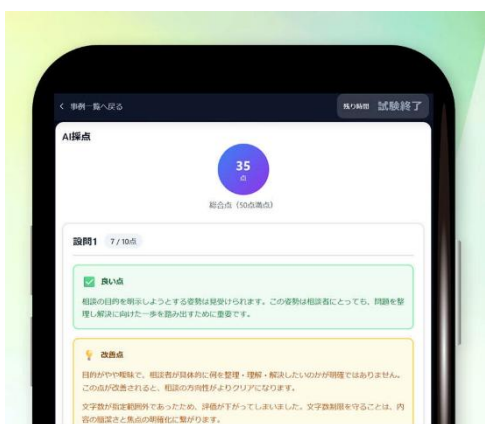 < 事例一覧へ戻る
残り時間 試験終了
AI採点
35
点
総合点（50点満点）
設問1 7 / 10点
良い点
相談の目的を明示しようとする姿勢は見受けられます。この姿勢は相談者にとっても、問題を整
理し解決に向けた一歩を踏み出すために重要です。
改善点
目的がやや曖昧で、相談者が具体的に何を整理・理解・解決したいのかが明確ではありません。
この点が改善されると、相談の方向性がよりクリアになります。
文字数が指定範囲外であったため、評価が下がってしまいました。文字数制限を守ることは、内
容の簡潔さと焦点の明確化に繋がります。